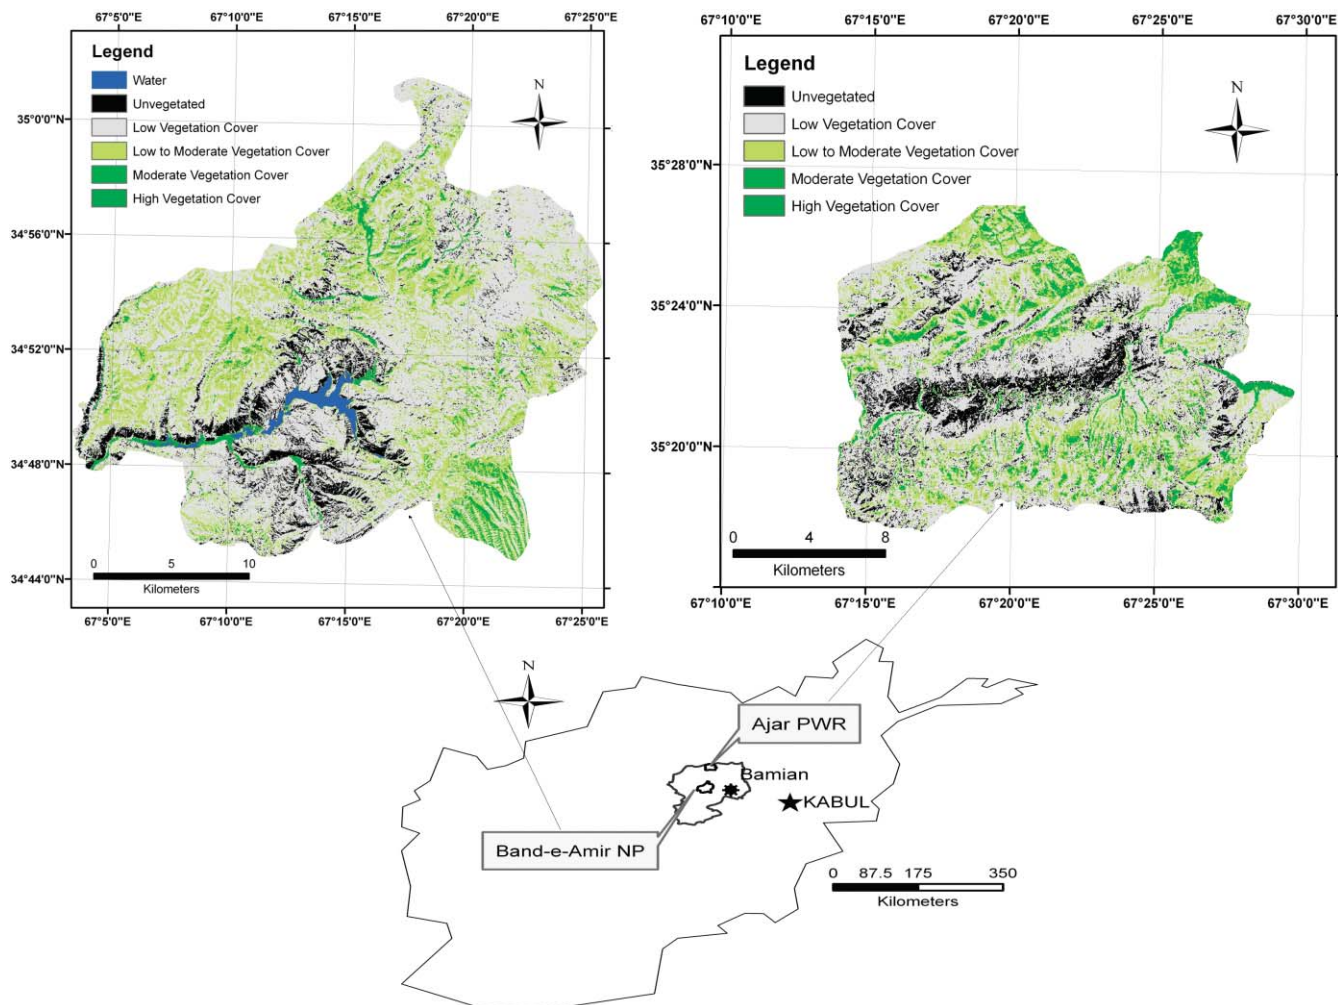 67°5'0"E 67°10'0"E 67°15'0"E 67°20'0"E 67°25'0"E
Legend
Water
Unvegetated
Low Vegetation Cover
Low to Moderate Vegetation Cover
Moderate Vegetation Cover
High Vegetation Cover
N
35°0'0"N
34°56'0"N
34°52'0"N
34°48'0"N
34°44'0"N
0 5 10
Kilometers
67°5'0"E 67°10'0"E 67°15'0"E 67°20'0"E 67°25'0"E
67°10'0"E 67°15'0"E 67°20'0"E 67°25'0"E 67°30'0"E
Legend
Unvegetated
Low Vegetation Cover
Low to Moderate Vegetation Cover
Moderate Vegetation Cover
High Vegetation Cover
N
35°28'0"N
35°24'0"N
35°20'0"N
0 4 8
Kilometers
67°10'0"E 67°15'0"E 67°20'0"E 67°25'0"E 67°30'0"E
N
Ajar PWR
Bamian
KABUL
Band-e-Amir NP
0 87.5 175 350
Kilometers